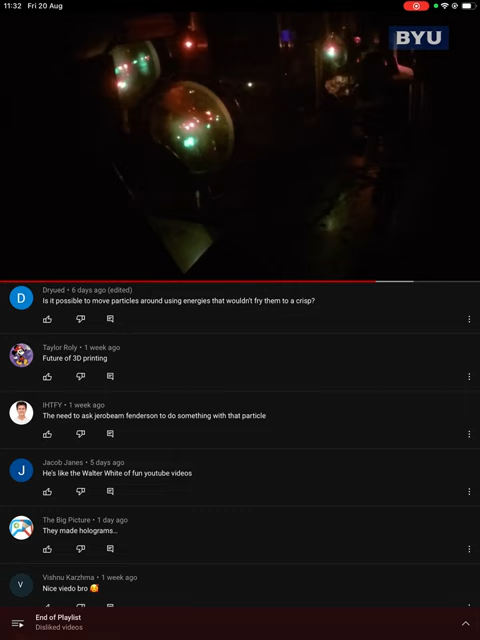 11:32 Fri 20 Aug
BYU
Dryued • 6 days ago (edited)
Is it possible to move particles around using energies that wouldn't fry them to a crisp?
Taylor Roly • 1 week ago
Future of 3D printing
IHTFY • 1 week ago
The need to ask jerobeam fenderson to do something with that particle
J
Jacob Janes • 5 days ago
He's like the Walter White of fun youtube videos
The Big Picture • 1 day ago
They made holograms...
V
Vishnu Karzhma • 1 week ago
Nice viedo bro 🥰
End of Playlist
Disliked videos